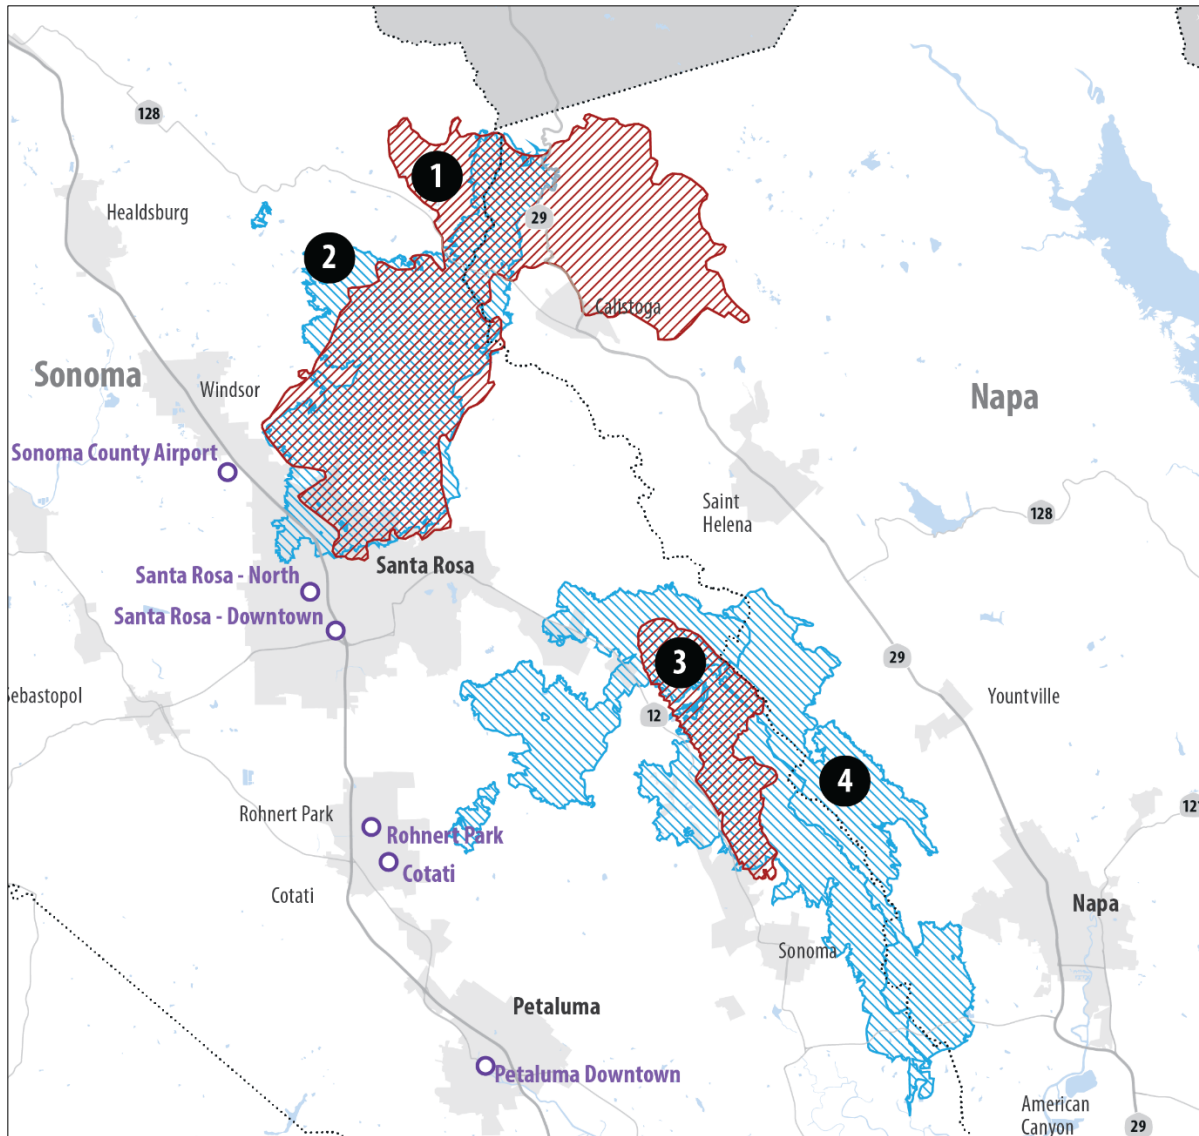 128
1
Healdsburg
29
2
Calistoga
Sonoma
Windsor
Napa
Sonoma County Airport
Saint
Helena
128
Santa Rosa
Santa Rosa - North
Santa Rosa - Downtown
3
29
Sebastopol
Yountville
12
4
121
Rohnert Park
Rohnert Park
Cotati
Cotati
Napa
Sonoma
Petaluma
Petaluma Downtown
American
Canyon
29